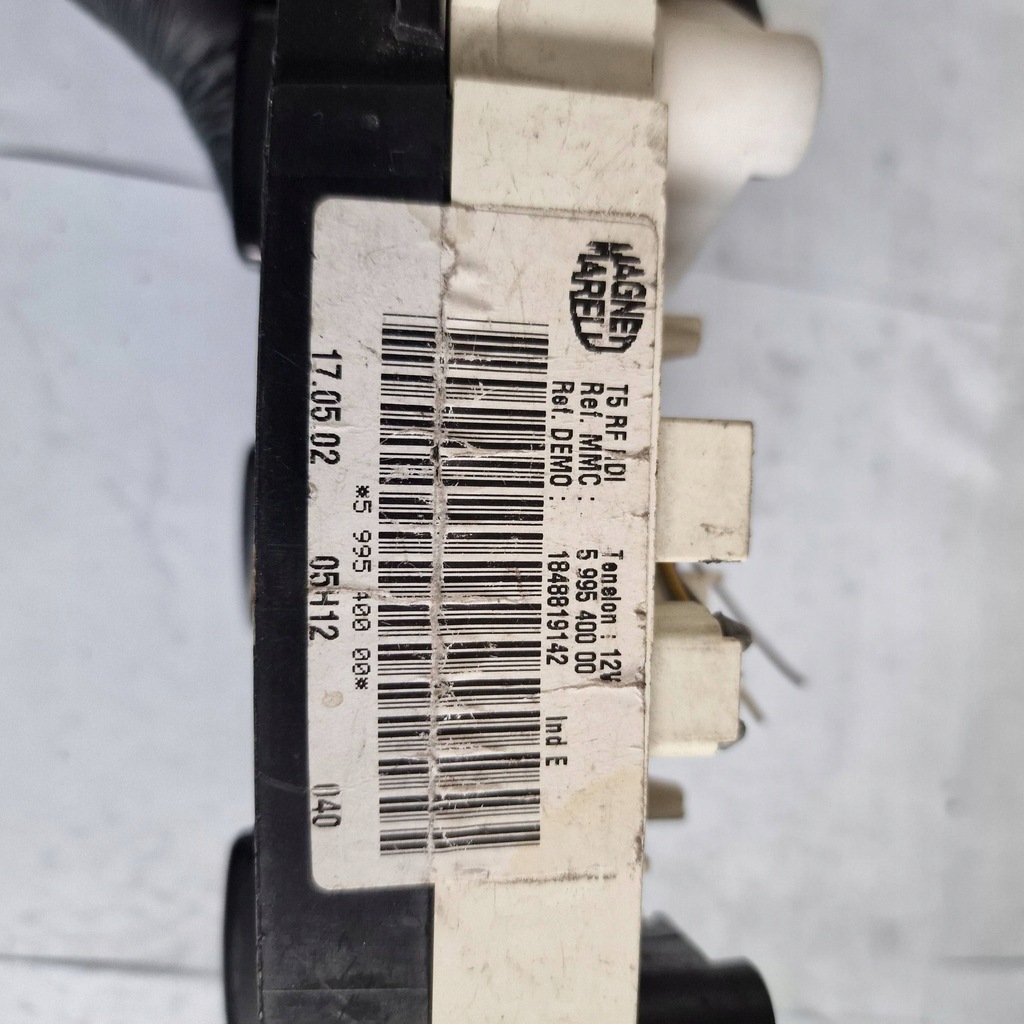 MAGNETI
MARELLI
T5 RF / DI Tension : 12V
Ref. MMC : 5 995 400 00
Ref. DEMO : 1848819142 Ind E
*5 995 400 00*
17.05.02 05H12 040